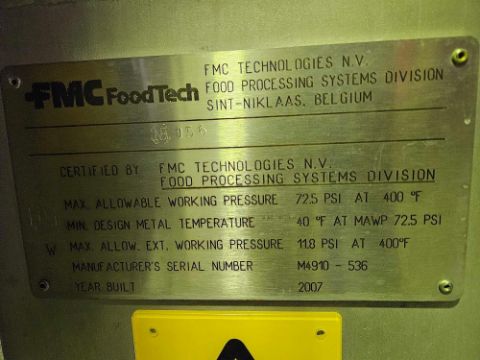 FMC FoodTech
FMC TECHNOLOGIES N.V.
FOOD PROCESSING SYSTEMS DIVISION
SINT-NIKLAAS, BELGIUM
CERTIFIED BY FMC TECHNOLOGIES N.V.
FOOD PROCESSING SYSTEMS DIVISION
MAX. ALLOWABLE WORKING PRESSURE 72.5 PSI AT 400 °F
MIN. DESIGN METAL TEMPERATURE 40 °F AT MAWP 72.5 PSI
W MAX. ALLOW. EXT. WORKING PRESSURE 11.8 PSI AT 400°F
MANUFACTURER'S SERIAL NUMBER M4910 - 536
YEAR BUILT 2007